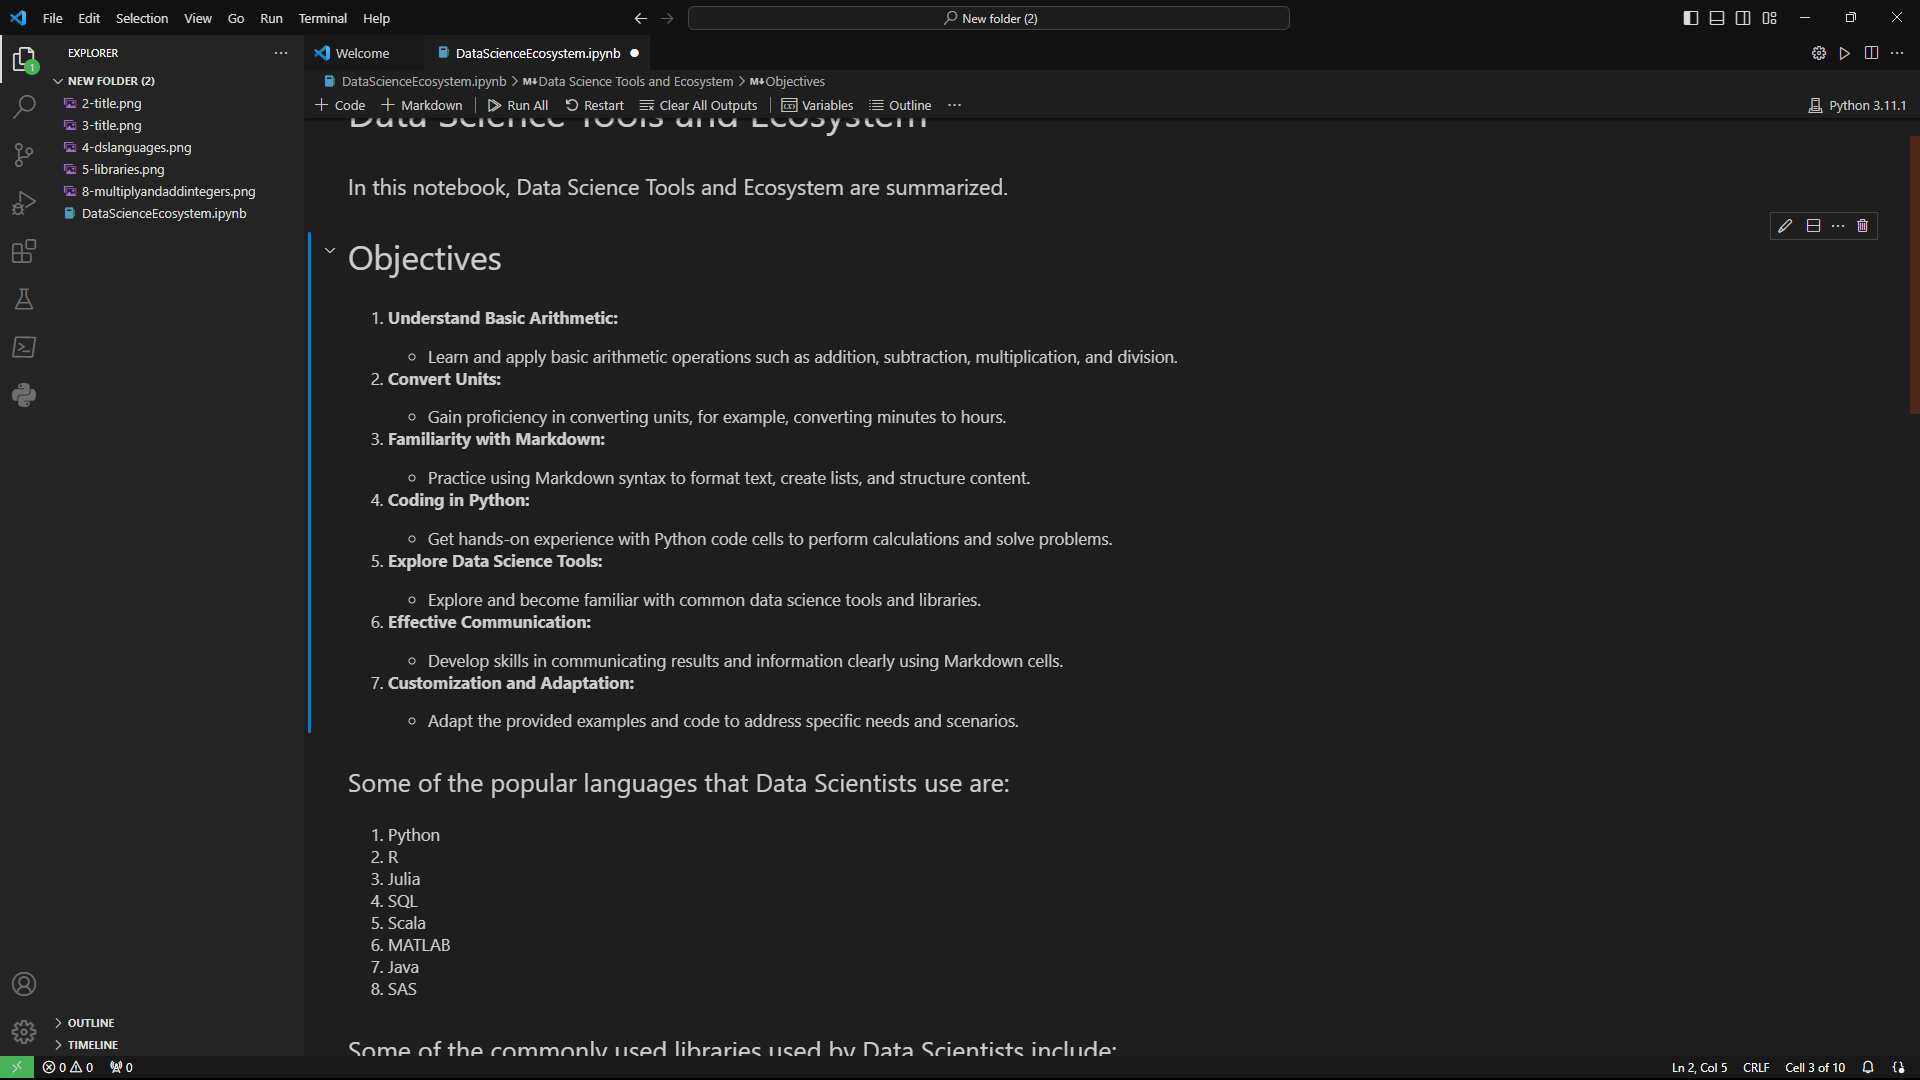 File Edit Selection View Go Run Terminal Help
New folder (2)
EXPLORER
Welcome
DataScienceEcosystem.ipynb
NEW FOLDER (2)
2-title.png
3-title.png
4-dslanguages.png
5-libraries.png
8-multiplyandaddintegers.png
DataScienceEcosystem.ipynb
1
DataScienceEcosystem.ipynb > M↓Data Science Tools and Ecosystem > M↓Objectives
+ Code + Markdown Run All Restart Clear All Outputs Variables Outline ...
Python 3.11.1
Data Science Tools and Ecosystem
In this notebook, Data Science Tools and Ecosystem are summarized.
Objectives
1. Understand Basic Arithmetic:
Learn and apply basic arithmetic operations such as addition, subtraction, multiplication, and division.
2. Convert Units:
Gain proficiency in converting units, for example, converting minutes to hours.
3. Familiarity with Markdown:
Practice using Markdown syntax to format text, create lists, and structure content.
4. Coding in Python:
Get hands-on experience with Python code cells to perform calculations and solve problems.
5. Explore Data Science Tools:
Explore and become familiar with common data science tools and libraries.
6. Effective Communication:
Develop skills in communicating results and information clearly using Markdown cells.
7. Customization and Adaptation:
Adapt the provided examples and code to address specific needs and scenarios.
Some of the popular languages that Data Scientists use are:
1. Python
2. R
3. Julia
4. SQL
5. Scala
6. MATLAB
7. Java
8. SAS
Some of the commonly used libraries used by Data Scientists include:
OUTLINE
TIMELINE
0 0 0
Ln 2, Col 5 CRLF Cell 3 of 10